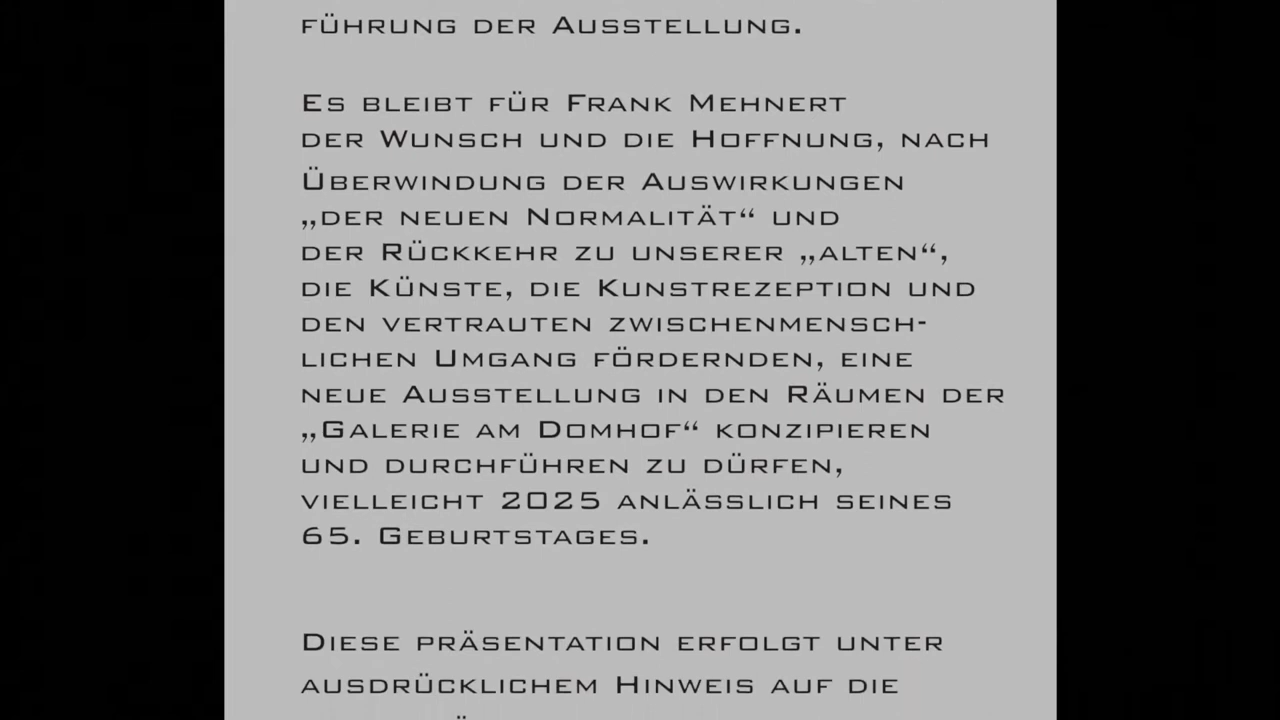 führung der Ausstellung.
Es bleibt für Frank Mehnert
der Wunsch und die Hoffnung, nach
Überwindung der Auswirkungen
„der neuen Normalität“ und
der Rückkehr zu unserer „alten“,
die Künste, die Kunstrezeption und
den vertrauten zwischenmensch-
lichen Umgang fördernden, eine
neue Ausstellung in den Räumen der
„Galerie am Domhof“ konzipieren
und durchführen zu dürfen,
vielleicht 2025 anlässlich seines
65. Geburtstages.
Diese präsentation erfolgt unter
ausdrücklichem Hinweis auf die